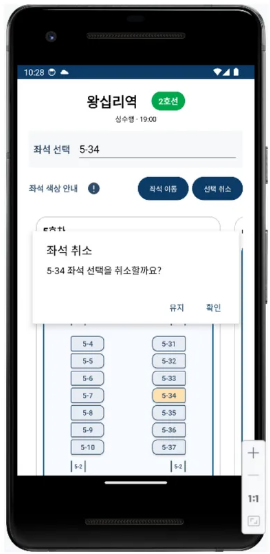 10:28
왕십리역 2호선
성수행 - 19:00
좌석 선택 5-34
좌석 색상 안내 ! 좌석 이동 선택 취소
5호차
좌석 취소
5-34 좌석 선택을 취소할까요?
유지 확인
5-4 5-31
5-5 5-32
5-6 5-33
5-7 5-34
5-8 5-35
5-9 5-36
5-10 5-37
5-2 5-2
1:1